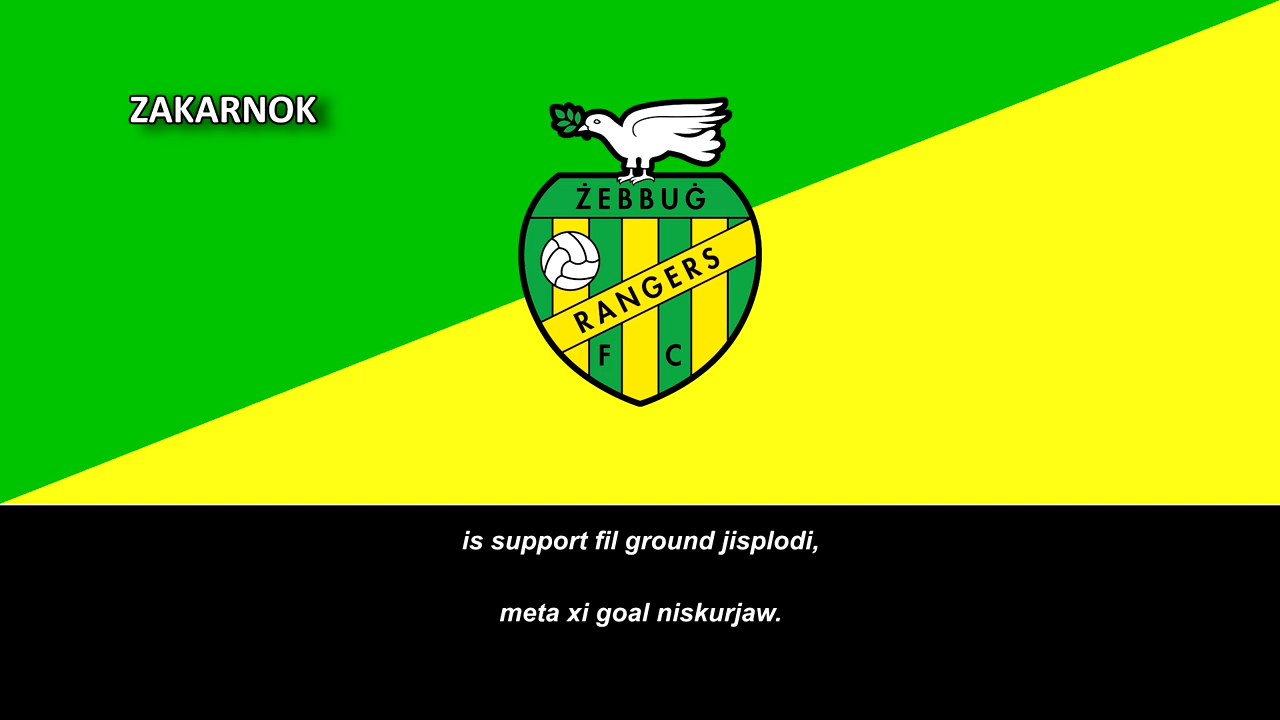 ZAKARNOK
ŻEBBUĠ
RANGERS
F C
is support fil ground jisplodi,
meta xi goal niskurjaw.